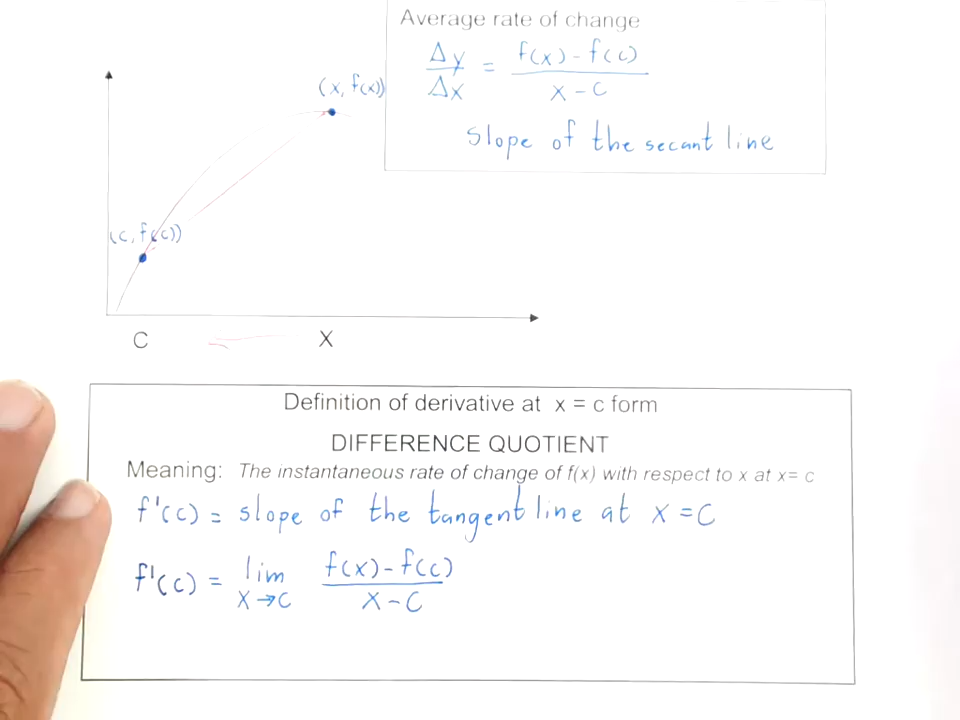 Average rate of change
Δy/Δx = f(x) - f(c)/x - c
Slope of the secant line
(x, f(x))
(c, f(c))
C
X
Definition of derivative at x = c form
DIFFERENCE QUOTIENT
Meaning: The instantaneous rate of change of f(x) with respect to x at x= c
f'(c) = slope of the tangent line at x = c
f'(c) = lim x→c f(x) - f(c)/x - c